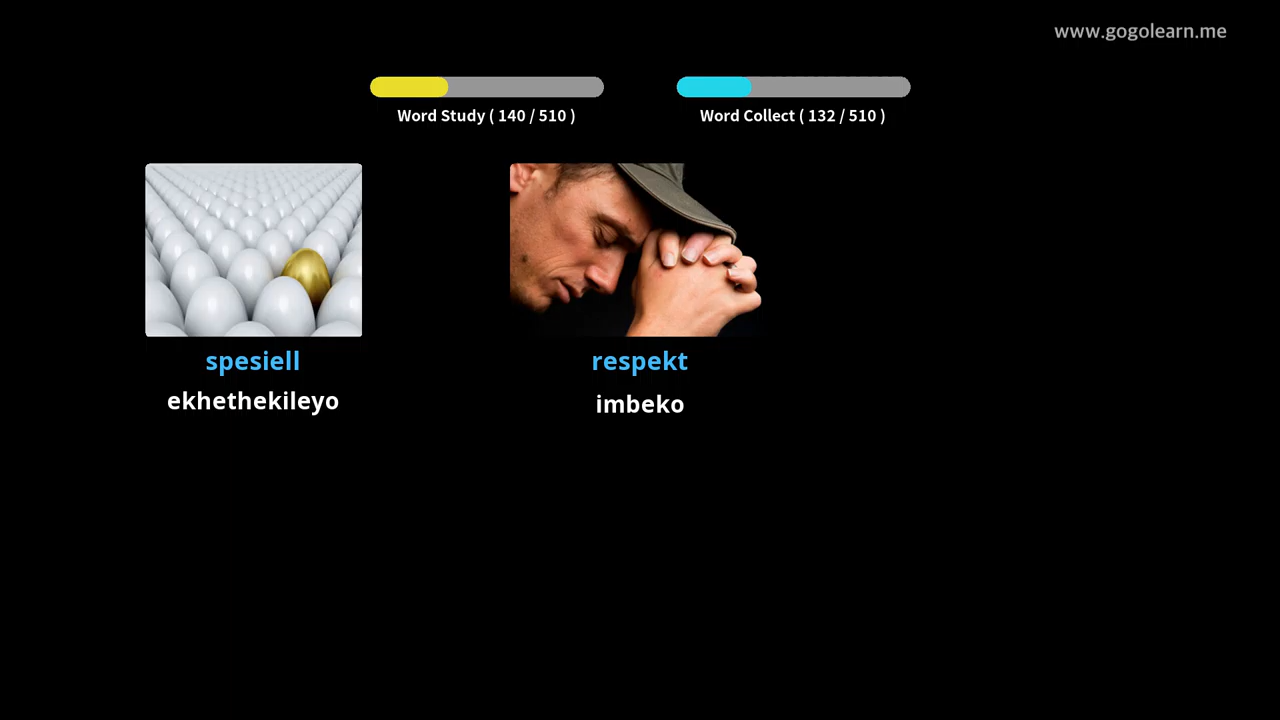 www.gogolearn.me
Word Study ( 140 / 510 )
Word Collect ( 132 / 510 )
spesiell
ekhethekileyo
respekt
imbeko